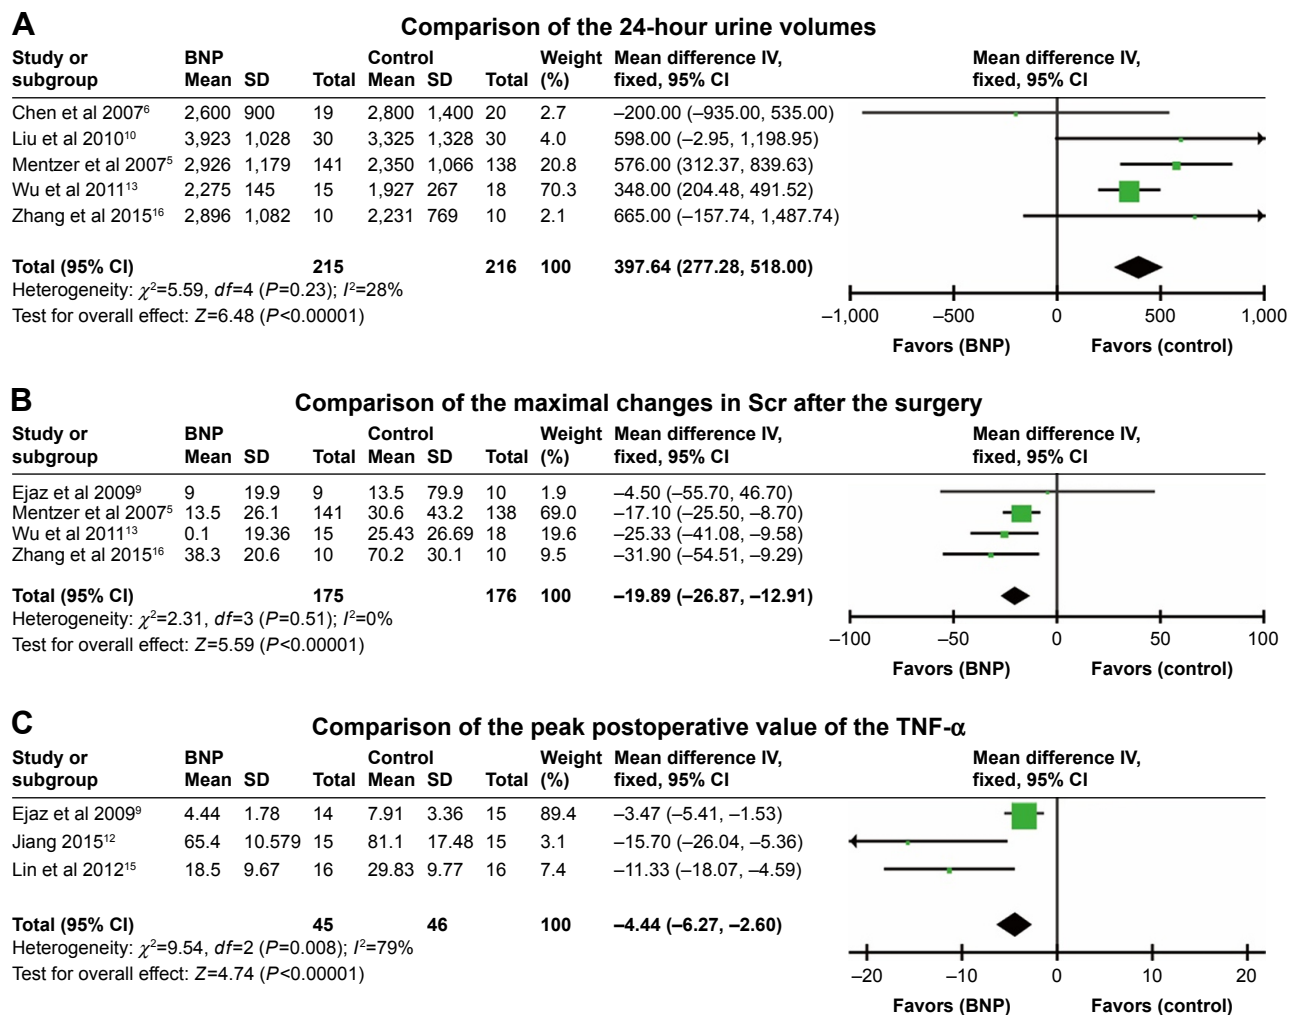 A
Comparison of the 24-hour urine volumes
Study or BNP Control Weight Mean difference IV, Mean difference IV,
subgroup Mean SD Total Mean SD Total (%) fixed, 95% CI fixed, 95% CI
Chen et al 2007⁶ 2,600 900 19 2,800 1,400 20 2.7 –200.00 (–935.00, 535.00)
Liu et al 2010¹⁰ 3,923 1,028 30 3,325 1,328 30 4.0 598.00 (–2.95, 1,198.95)
Mentzer et al 2007⁵ 2,926 1,179 141 2,350 1,066 138 20.8 576.00 (312.37, 839.63)
Wu et al 2011¹³ 2,275 145 15 1,927 267 18 70.3 348.00 (204.48, 491.52)
Zhang et al 2015¹⁶ 2,896 1,082 10 2,231 769 10 2.1 665.00 (–157.74, 1,487.74)
Total (95% CI) 215 216 100 397.64 (277.28, 518.00)
Heterogeneity: χ²=5.59, df=4 (P=0.23); I²=28%
Test for overall effect: Z=6.48 (P<0.00001)
–1,000 –500 0 500 1,000
Favors (BNP) Favors (control)
B
Comparison of the maximal changes in Scr after the surgery
Study or BNP Control Weight Mean difference IV, Mean difference IV,
subgroup Mean SD Total Mean SD Total (%) fixed, 95% CI fixed, 95% CI
Ejaz et al 2009⁹ 9 19.9 9 13.5 79.9 10 1.9 –4.50 (–55.70, 46.70)
Mentzer et al 2007⁵ 13.5 26.1 141 30.6 43.2 138 69.0 –17.10 (–25.50, –8.70)
Wu et al 2011¹³ 0.1 19.36 15 25.43 26.69 18 19.6 –25.33 (–41.08, –9.58)
Zhang et al 2015¹⁶ 38.3 20.6 10 70.2 30.1 10 9.5 –31.90 (–54.51, –9.29)
Total (95% CI) 175 176 100 –19.89 (–26.87, –12.91)
Heterogeneity: χ²=2.31, df=3 (P=0.51); I²=0%
Test for overall effect: Z=5.59 (P<0.00001)
–100 –50 0 50 100
Favors (BNP) Favors (control)
C
Comparison of the peak postoperative value of the TNF-α
Study or BNP Control Weight Mean difference IV, Mean difference IV,
subgroup Mean SD Total Mean SD Total (%) fixed, 95% CI fixed, 95% CI
Ejaz et al 2009⁹ 4.44 1.78 14 7.91 3.36 15 89.4 –3.47 (–5.41, –1.53)
Jiang 2015¹² 65.4 10.579 15 81.1 17.48 15 3.1 –15.70 (–26.04, –5.36)
Lin et al 2012¹⁵ 18.5 9.67 16 29.83 9.77 16 7.4 –11.33 (–18.07, –4.59)
Total (95% CI) 45 46 100 –4.44 (–6.27, –2.60)
Heterogeneity: χ²=9.54, df=2 (P=0.008); I²=79%
Test for overall effect: Z=4.74 (P<0.00001)
–20 –10 0 10 20
Favors (BNP) Favors (control)